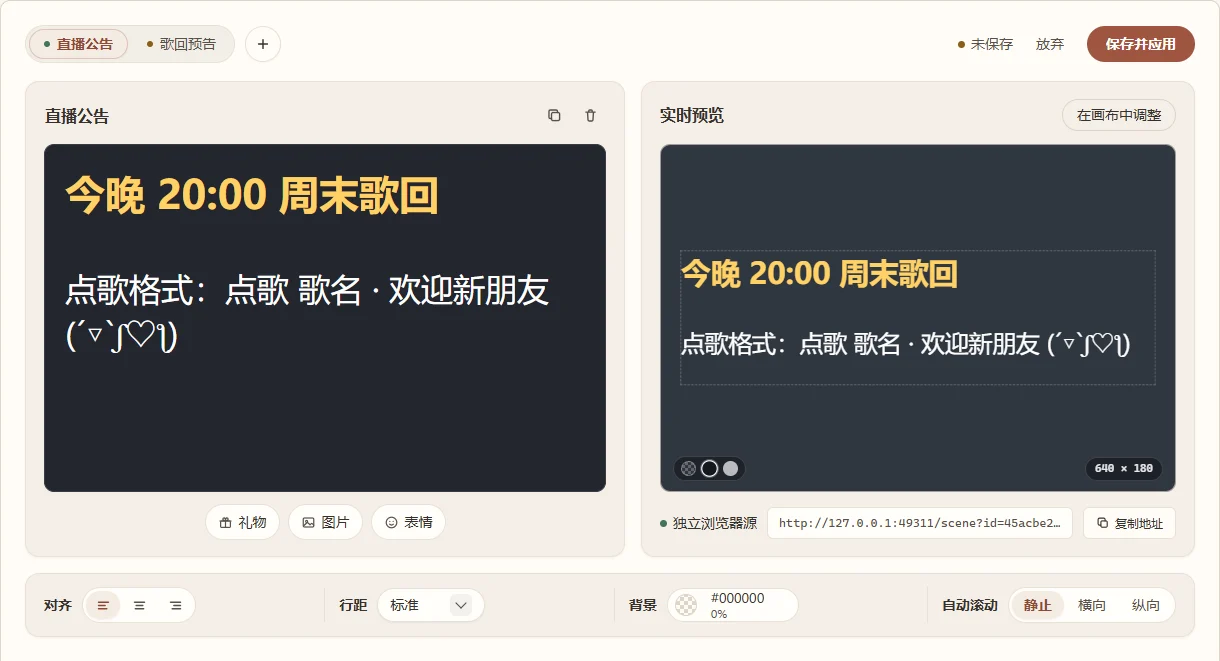 直播公告
歌回预告
+
未保存
放弃
保存并应用
直播公告
今晚 20:00 周末歌回
点歌格式：点歌 歌名 · 欢迎新朋友
(´▿`ʃ♡ƪ)
礼物
图片
表情
实时预览
在画布中调整
今晚 20:00 周末歌回
点歌格式：点歌 歌名 · 欢迎新朋友 (´▿`ʃ♡ƪ)
640 × 180
独立浏览器源
http://127.0.0.1:49311/scene?id=45acbe2…
复制地址
对齐
行距
标准
背景
#000000
0%
自动滚动
静止
横向
纵向